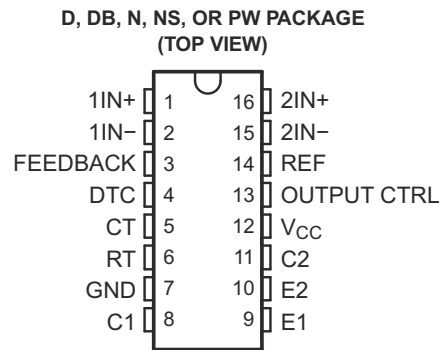 D, DB, N, NS, OR PW PACKAGE
(TOP VIEW)
1IN+ 1 16 2IN+
1IN− 2 15 2IN−
FEEDBACK 3 14 REF
DTC 4 13 OUTPUT CTRL
CT 5 12 VCC
RT 6 11 C2
GND 7 10 E2
C1 8 9 E1